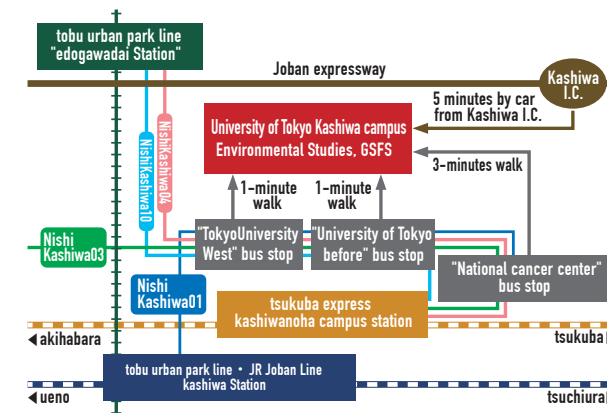 tobu urban park line
"edogawadai Station"
Joban expressway
Kashiwa
I.C.
5 minutes by car
from Kashiwa I.C.
University of Tokyo Kashiwa campus
Environmental Studies, GSFS
3-minutes walk
NishiKashiwa04
NishiKashiwa10
1-minute
walk
1-minute
walk
Nishi
Kashiwa03
"TokyoUniversity
West" bus stop
"University of Tokyo
before" bus stop
"National cancer center"
bus stop
Nishi
Kashiwa01
tsukuba express
kashiwanoha campus station
akihabara
tsukuba
tobu urban park line・JR Joban Line
kashiwa Station
ueno
tsuchiura